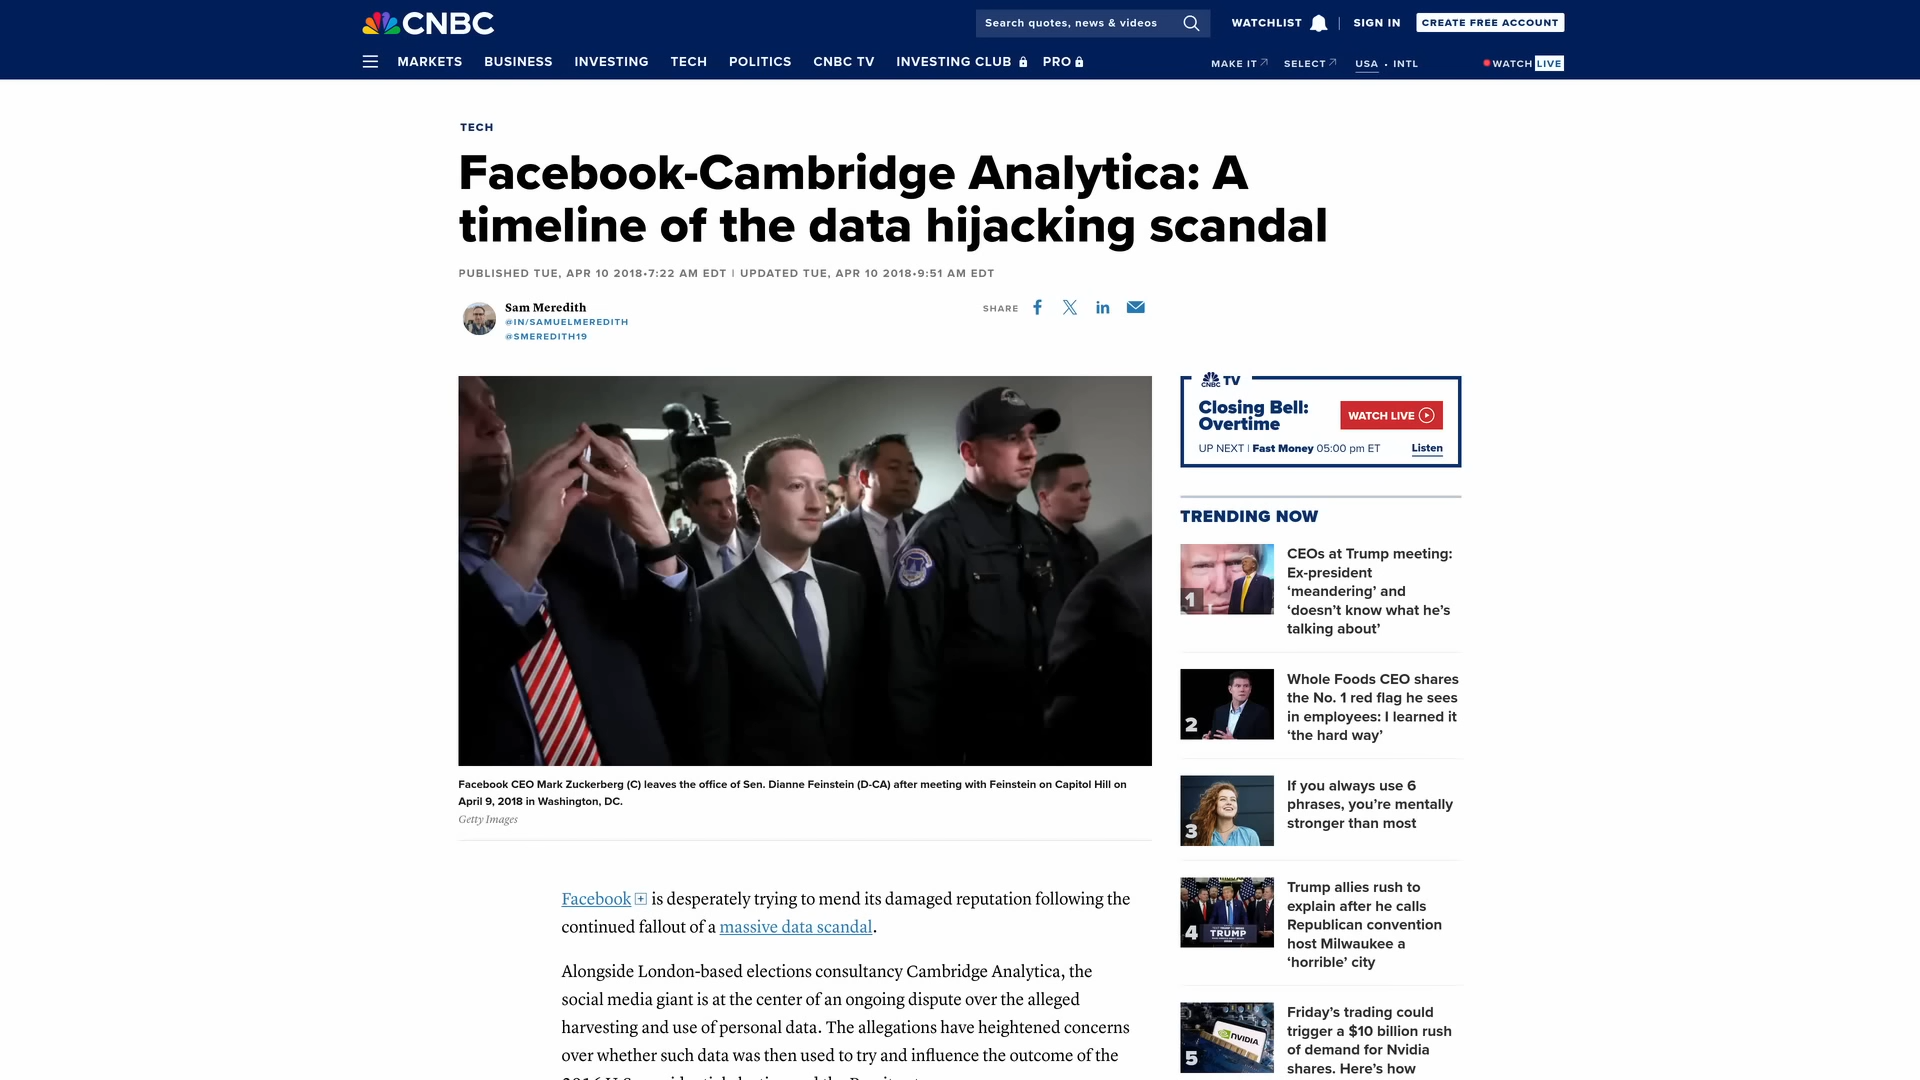 CNBC
Search quotes, news & videos
WATCHLIST
SIGN IN
CREATE FREE ACCOUNT
MARKETS
BUSINESS
INVESTING
TECH
POLITICS
CNBC TV
INVESTING CLUB
PRO
MAKE IT
SELECT
USA • INTL
WATCH LIVE
TECH
Facebook-Cambridge Analytica: A
timeline of the data hijacking scandal
PUBLISHED TUE, APR 10 2018•7:22 AM EDT | UPDATED TUE, APR 10 2018•9:51 AM EDT
Sam Meredith
@IN/SAMUELMEREDITH
@SMEREDITH19
SHARE
Facebook CEO Mark Zuckerberg (C) leaves the office of Sen. Dianne Feinstein (D-CA) after meeting with Feinstein on Capitol Hill on
April 9, 2018 in Washington, DC.
Getty Images
Facebook is desperately trying to mend its damaged reputation following the
continued fallout of a massive data scandal.
Alongside London-based elections consultancy Cambridge Analytica, the
social media giant is at the center of an ongoing dispute over the alleged
harvesting and use of personal data. The allegations have heightened concerns
over whether such data was then used to try and influence the outcome of the
CNBC TV
Closing Bell:
Overtime
WATCH LIVE
UP NEXT | Fast Money 05:00 pm ET
Listen
TRENDING NOW
1
CEOs at Trump meeting:
Ex-president
‘meandering’ and
‘doesn’t know what he’s
talking about’
2
Whole Foods CEO shares
the No. 1 red flag he sees
in employees: I learned it
‘the hard way’
3
If you always use 6
phrases, you’re mentally
stronger than most
4
TRUMP
Trump allies rush to
explain after he calls
Republican convention
host Milwaukee a
‘horrible’ city
5
NVIDIA
Friday’s trading could
trigger a $10 billion rush
of demand for Nvidia
shares. Here’s how